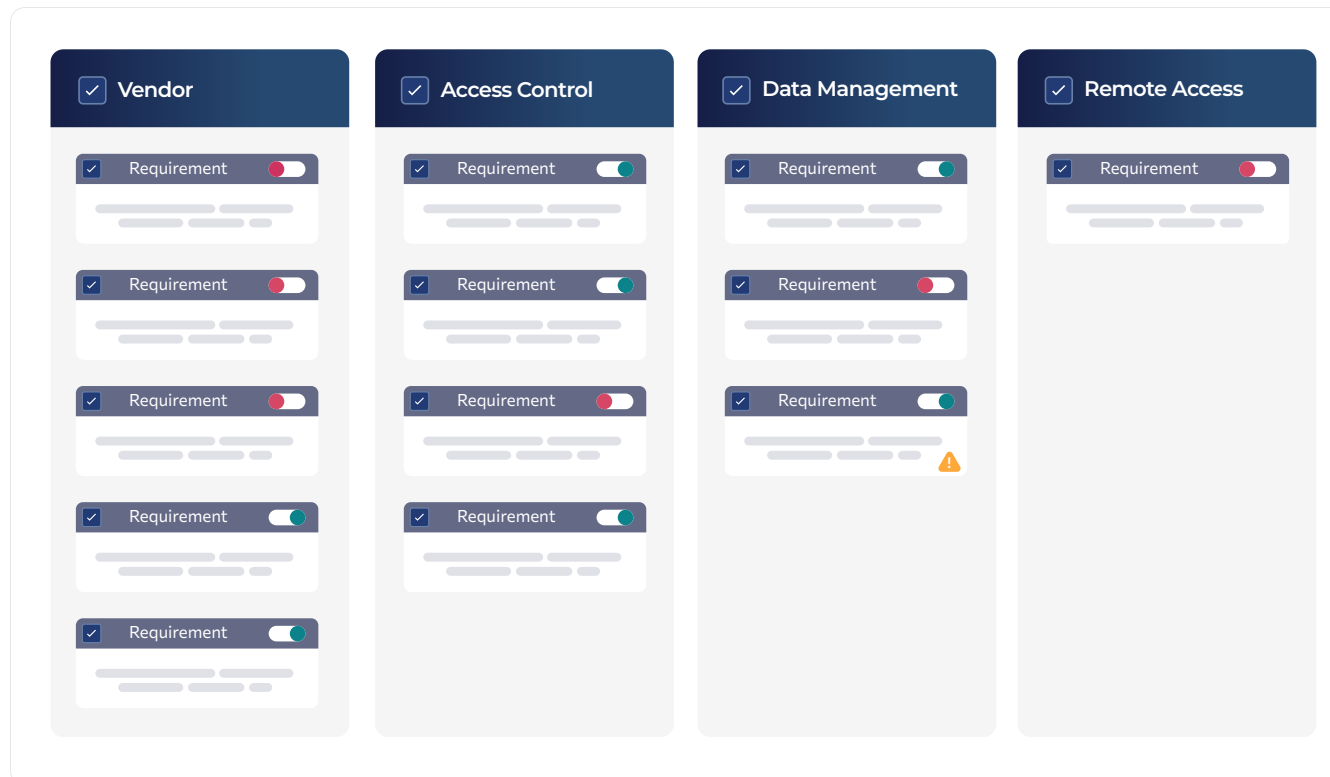 Vendor
Access Control
Data Management
Remote Access
Requirement
Requirement
Requirement
Requirement
Requirement
Requirement
Requirement
Requirement
Requirement
Requirement
Requirement
Requirement
Requirement